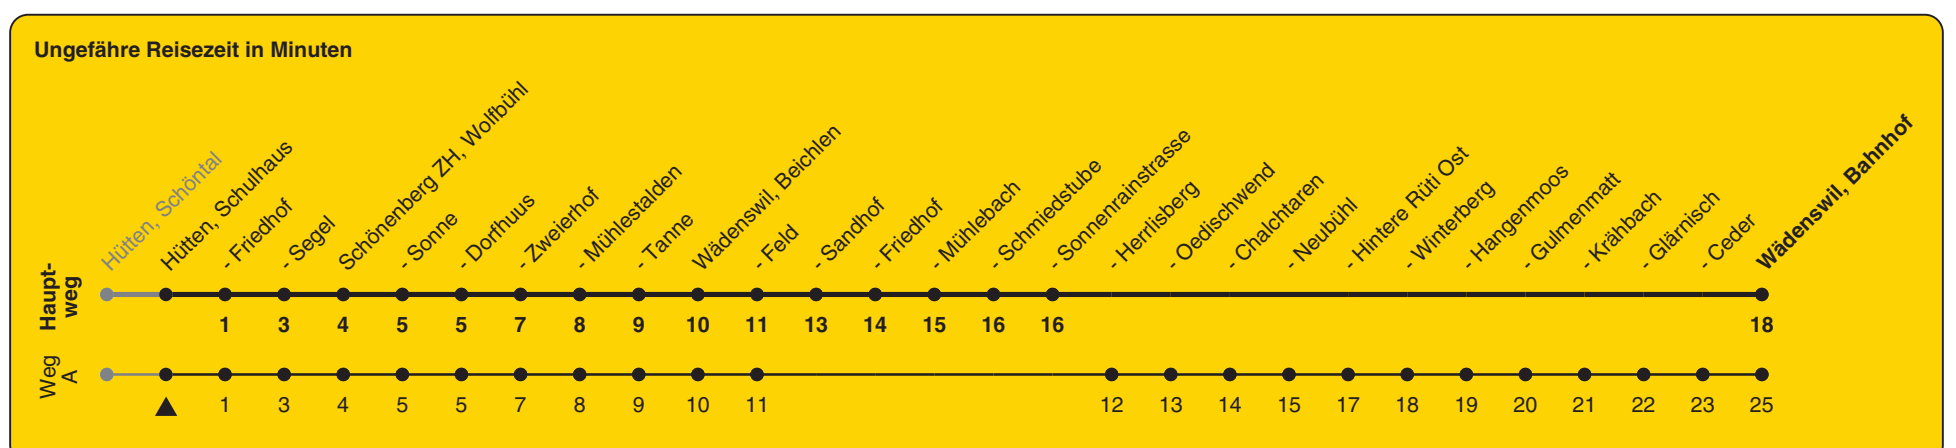 Ungefähre Reisezeit in Minuten
Hütten, Schöntal
Hütten, Schulhaus
- Friedhof
- Segel
Schönenberg ZH, Wolfbühl
- Sonne
- Dorfhuus
- Zweierhof
- Mühlestalden
- Tanne
Wädenswil, Beichlen
- Feld
- Sandhof
- Friedhof
- Mühlebach
- Schmiedstube
- Sonnenrainstrasse
- Herrlisberg
- Oedischwend
- Chalchtaren
- Neubühl
- Hintere Rüti Ost
- Winterberg
- Hangenmoos
- Gulmenmatt
- Krähbach
- Glärnisch
- Ceder
Wädenswil, Bahnhof
Haupt-
weg
1 3 4 5 5 7 8 9 10 11 13 14 15 16 16 18
Weg
A
1 3 4 5 5 7 8 9 10 11 12 13 14 15 17 18 19 20 21 22 23 25